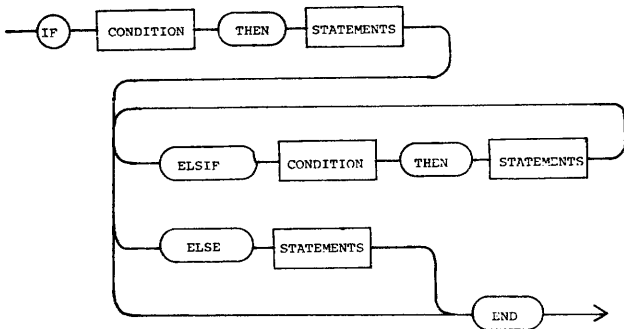 IF CONDITION THEN STATEMENTS
ELSIF CONDITION THEN STATEMENTS
ELSE STATEMENTS
END